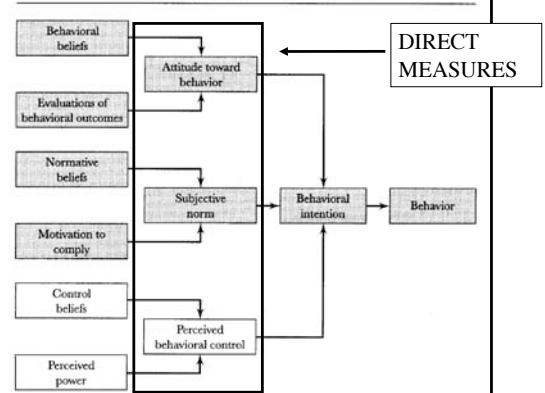 Behavioral
beliefs
DIRECT
MEASURES
Attitude toward
behavior
Evaluations of
behavioral outcomes
Normative
beliefs
Subjective
norm
Behavioral
intention
Behavior
Motivation to
comply
Control
beliefs
Perceived
behavioral control
Perceived
power